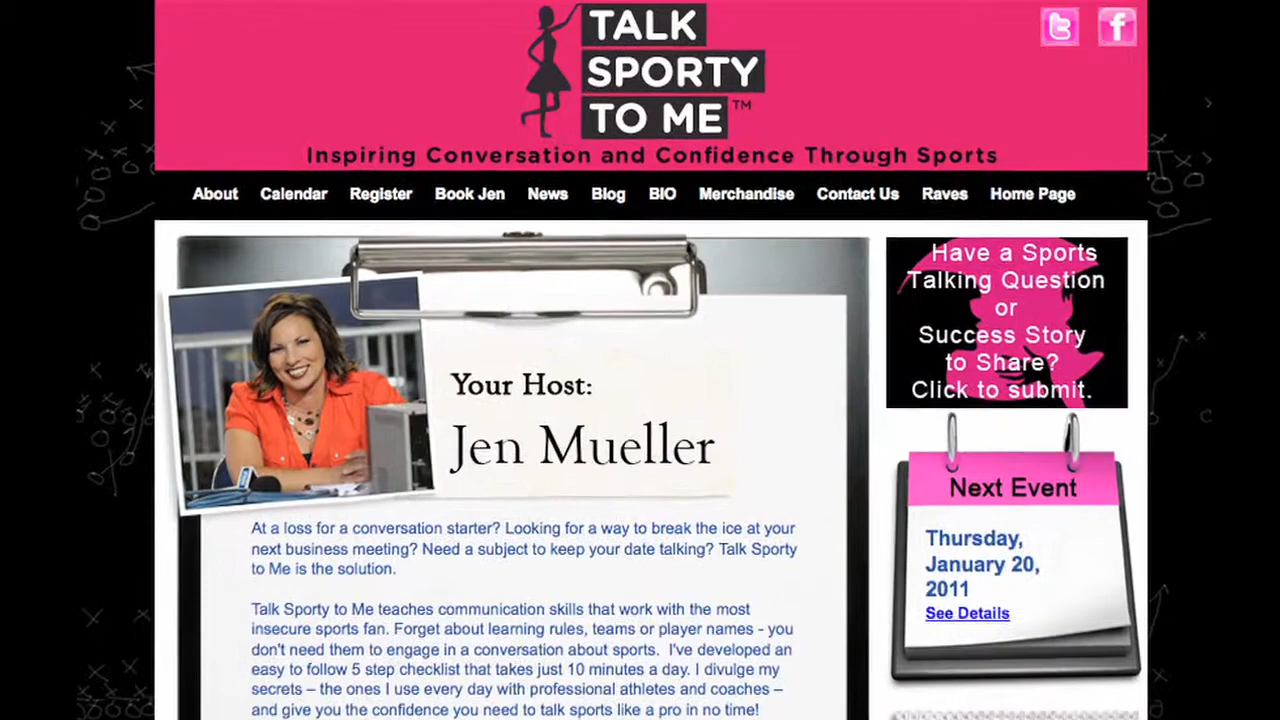 TALK
SPORTY
TO ME™
Inspiring Conversation and Confidence Through Sports
About Calendar Register Book Jen News Blog BIO Merchandise Contact Us Raves Home Page
Have a Sports
Talking Question
or
Success Story
to Share?
Click to submit.
Your Host:
Jen Mueller
Next Event
Thursday,
January 20,
2011
See Details
At a loss for a conversation starter? Looking for a way to break the ice at your
next business meeting? Need a subject to keep your date talking? Talk Sporty
to Me is the solution.
Talk Sporty to Me teaches communication skills that work with the most
insecure sports fan. Forget about learning rules, teams or player names - you
don't need them to engage in a conversation about sports. I've developed an
easy to follow 5 step checklist that takes just 10 minutes a day. I divulge my
secrets – the ones I use every day with professional athletes and coaches –
and give you the confidence you need to talk sports like a pro in no time!